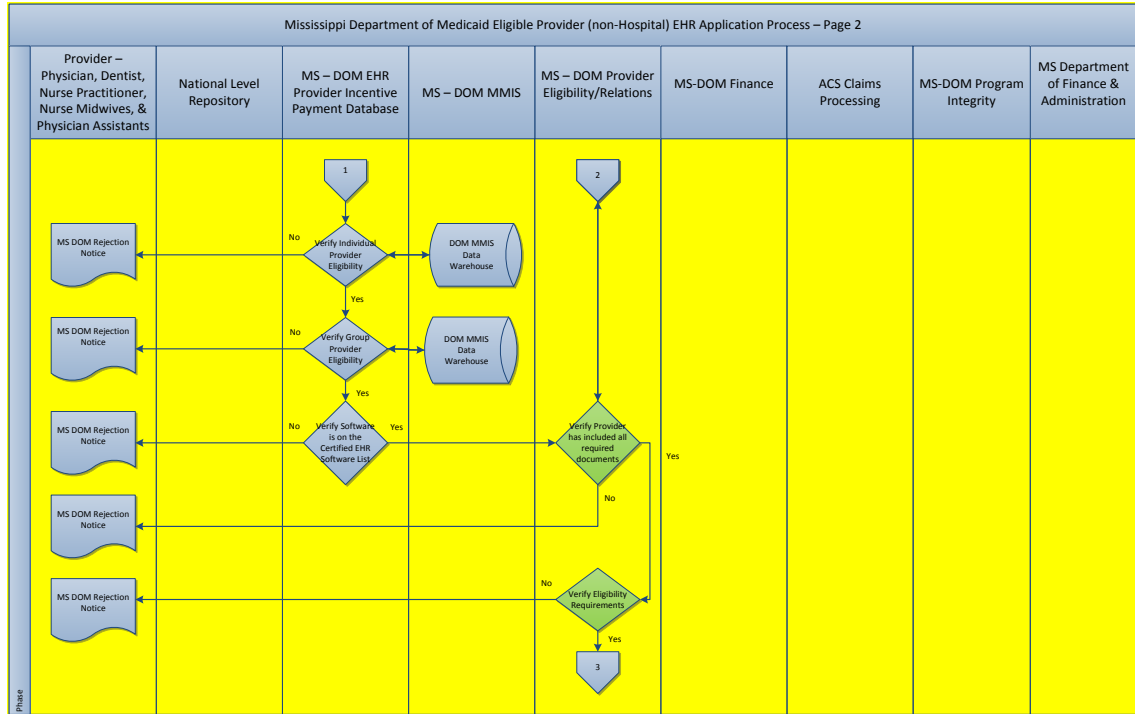 Mississippi Department of Medicaid Eligible Provider (non-Hospital) EHR Application Process – Page 2
Provider –
Physician, Dentist,
Nurse Practitioner,
Nurse Midwives, &
Physician Assistants
National Level
Repository
MS – DOM EHR
Provider Incentive
Payment Database
MS – DOM MMIS
MS – DOM Provider
Eligibility/Relations
MS-DOM Finance
ACS Claims
Processing
MS-DOM Program
Integrity
MS Department
of Finance &
Administration
1
2
MS DOM Rejection
Notice
No
Verify Individual
Provider
Eligibility
DOM MMIS
Data
Warehouse
Yes
MS DOM Rejection
Notice
No
Verify Group
Provider
Eligibility
DOM MMIS
Data
Warehouse
Yes
MS DOM Rejection
Notice
No
Verify Software
is on the
Certified EHR
Software List
Yes
Verify Provider
has included all
required
documents
Yes
No
MS DOM Rejection
Notice
MS DOM Rejection
Notice
No
Verify Eligibility
Requirements
Yes
3
Phase